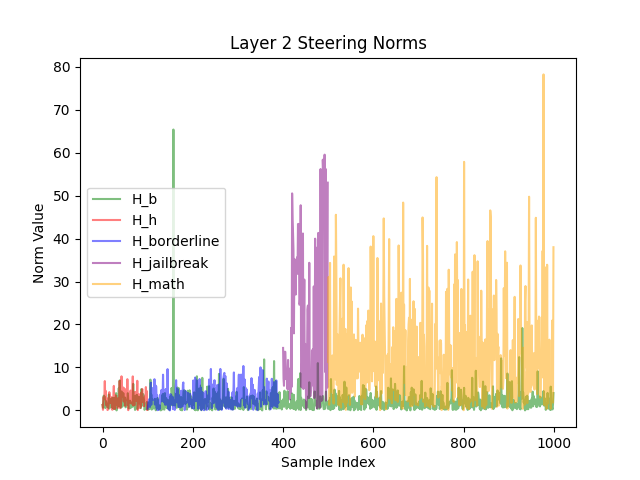 Layer 2 Steering Norms
80
70
60
50
40
30
20
10
0
Norm Value
H_b
H_h
H_borderline
H_jailbreak
H_math
0 200 400 600 800 1000
Sample Index